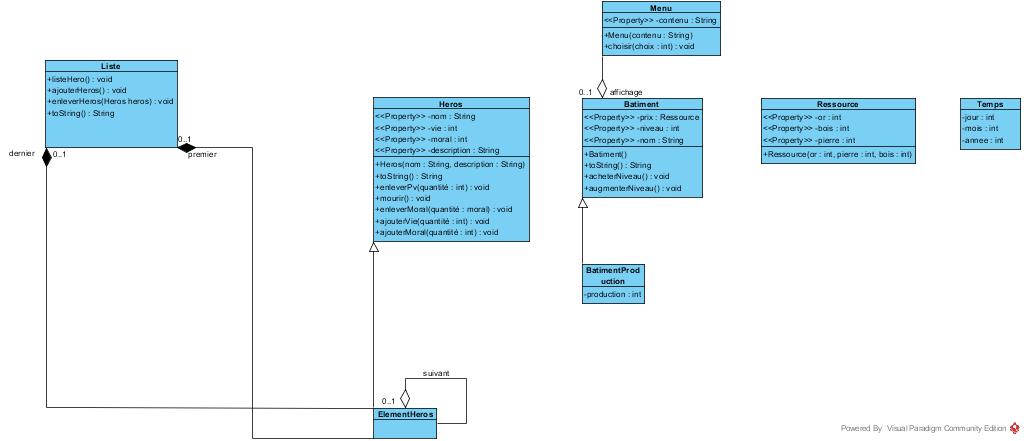 Menu
<<Property>> -contenu : String
+Menu(contenu : String)
+choisir(choix : int) : void
0..1
affichage
Liste
+listeHero() : void
+ajouterHeros() : void
+enleverHeros(Heros heros) : void
+toString() : String
dernier
0..1
0..1
premier
Heros
<<Property>> -nom : String
<<Property>> -vie : int
<<Property>> -moral : int
<<Property>> -description : String
+Heros(nom : String, description : String)
+toString() : String
+enleverPv(quantité : int) : void
+mourir() : void
+enleverMoral(quantité : moral) : void
+ajouterVie(quantité : int) : void
+ajouterMoral(quantité : int) : void
Batiment
<<Property>> -prix : Ressource
<<Property>> -niveau : int
<<Property>> -nom : String
+Batiment()
+toString() : String
+acheterNiveau() : void
+augmenterNiveau() : void
Ressource
<<Property>> -or : int
<<Property>> -bois : int
<<Property>> -pierre : int
+Ressource(or : int, pierre : int, bois : int)
Temps
-jour : int
-mois : int
-annee : int
BatimentProd
uction
-production : int
suivant
0..1
ElementHeros
Powered By Visual Paradigm Community Edition